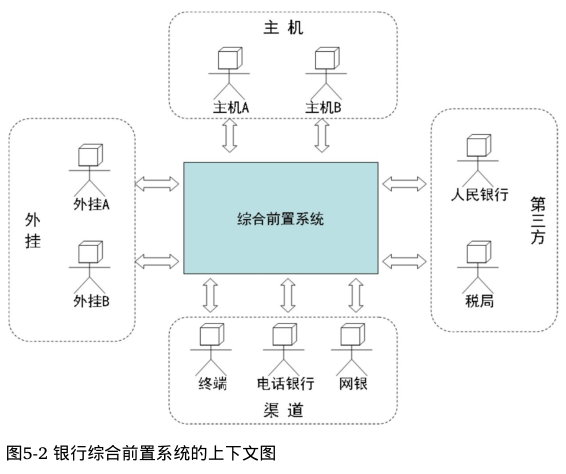 主 机
主机A
主机B
外挂
外挂A
外挂B
综合前置系统
第三方
人民银行
税局
终端
电话银行
网银
渠 道
图5-2 银行综合前置系统的上下文图